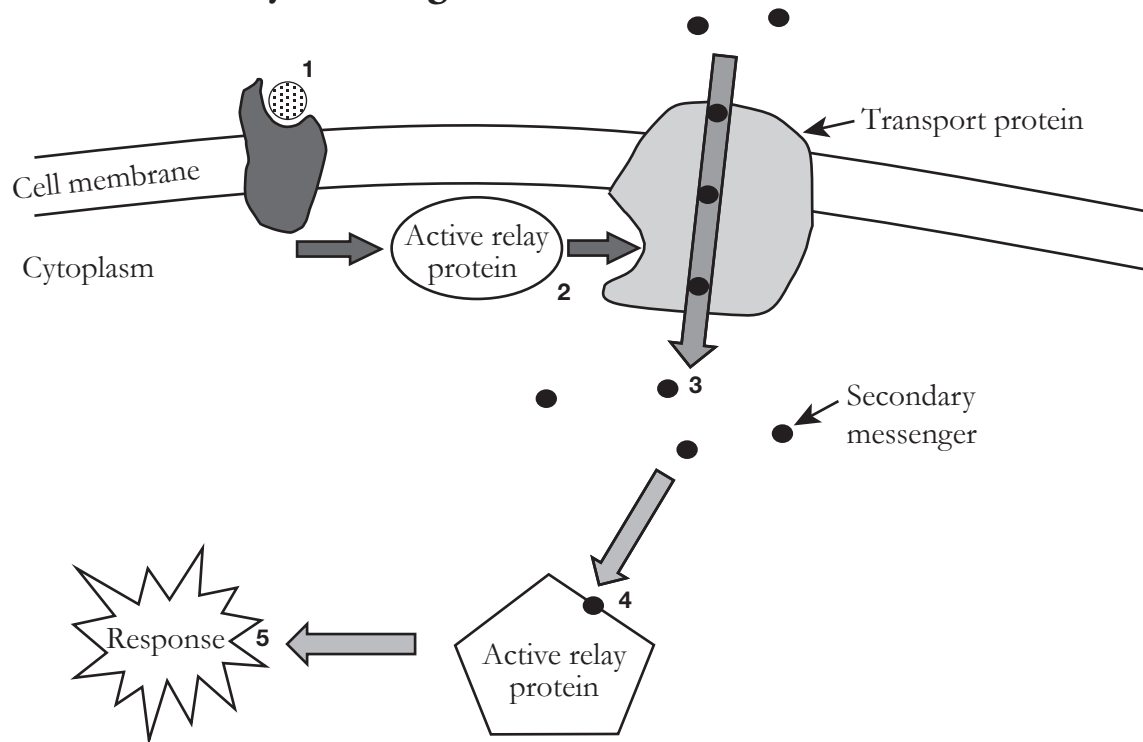 1
Transport protein
Cell membrane
Active relay
protein
2
Cytoplasm
3
Secondary
messenger
4
Response
5
Active relay
protein